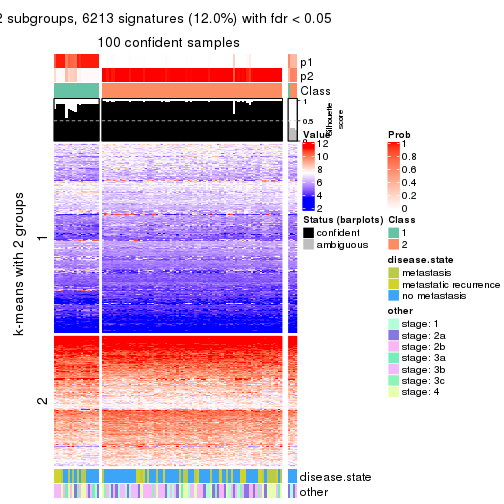 2 subgroups, 6213 signatures (12.0%) with fdr < 0.05
100 confident samples
p1
p2
Class
1
0.5
0
Silhouette
score
k-means with 2 groups
1
2
Value
12
10
8
6
4
2
Prob
1
0.8
0.6
0.4
0.2
0
Status (barplots)
confident
ambiguous
Class
1
2
disease.state
metastasis
metastatic recurrence
no metastasis
other
stage: 1
stage: 2a
stage: 2b
stage: 3a
stage: 3b
stage: 3c
stage: 4
disease.state
other